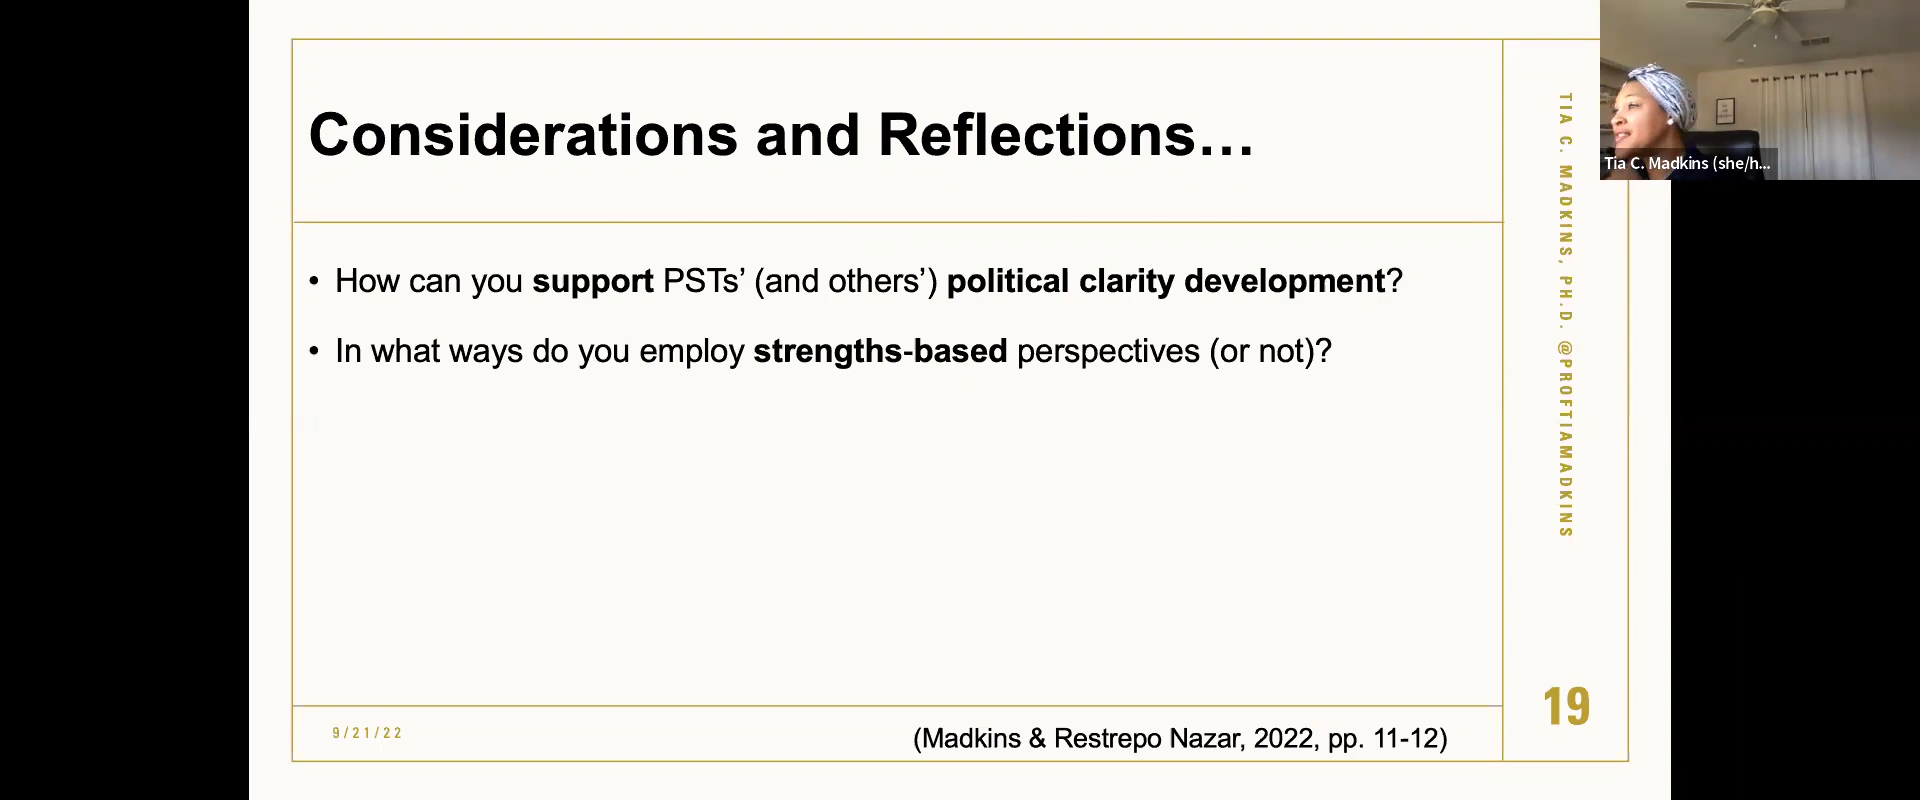 Considerations and Reflections…
• How can you support PSTs’ (and others’) political clarity development?
• In what ways do you employ strengths-based perspectives (or not)?
9/21/22
(Madkins & Restrepo Nazar, 2022, pp. 11-12)
TIA C. MADKINS, PH.D. @PROFTIAMADKINS
19
Tia C. Madkins (she/h...